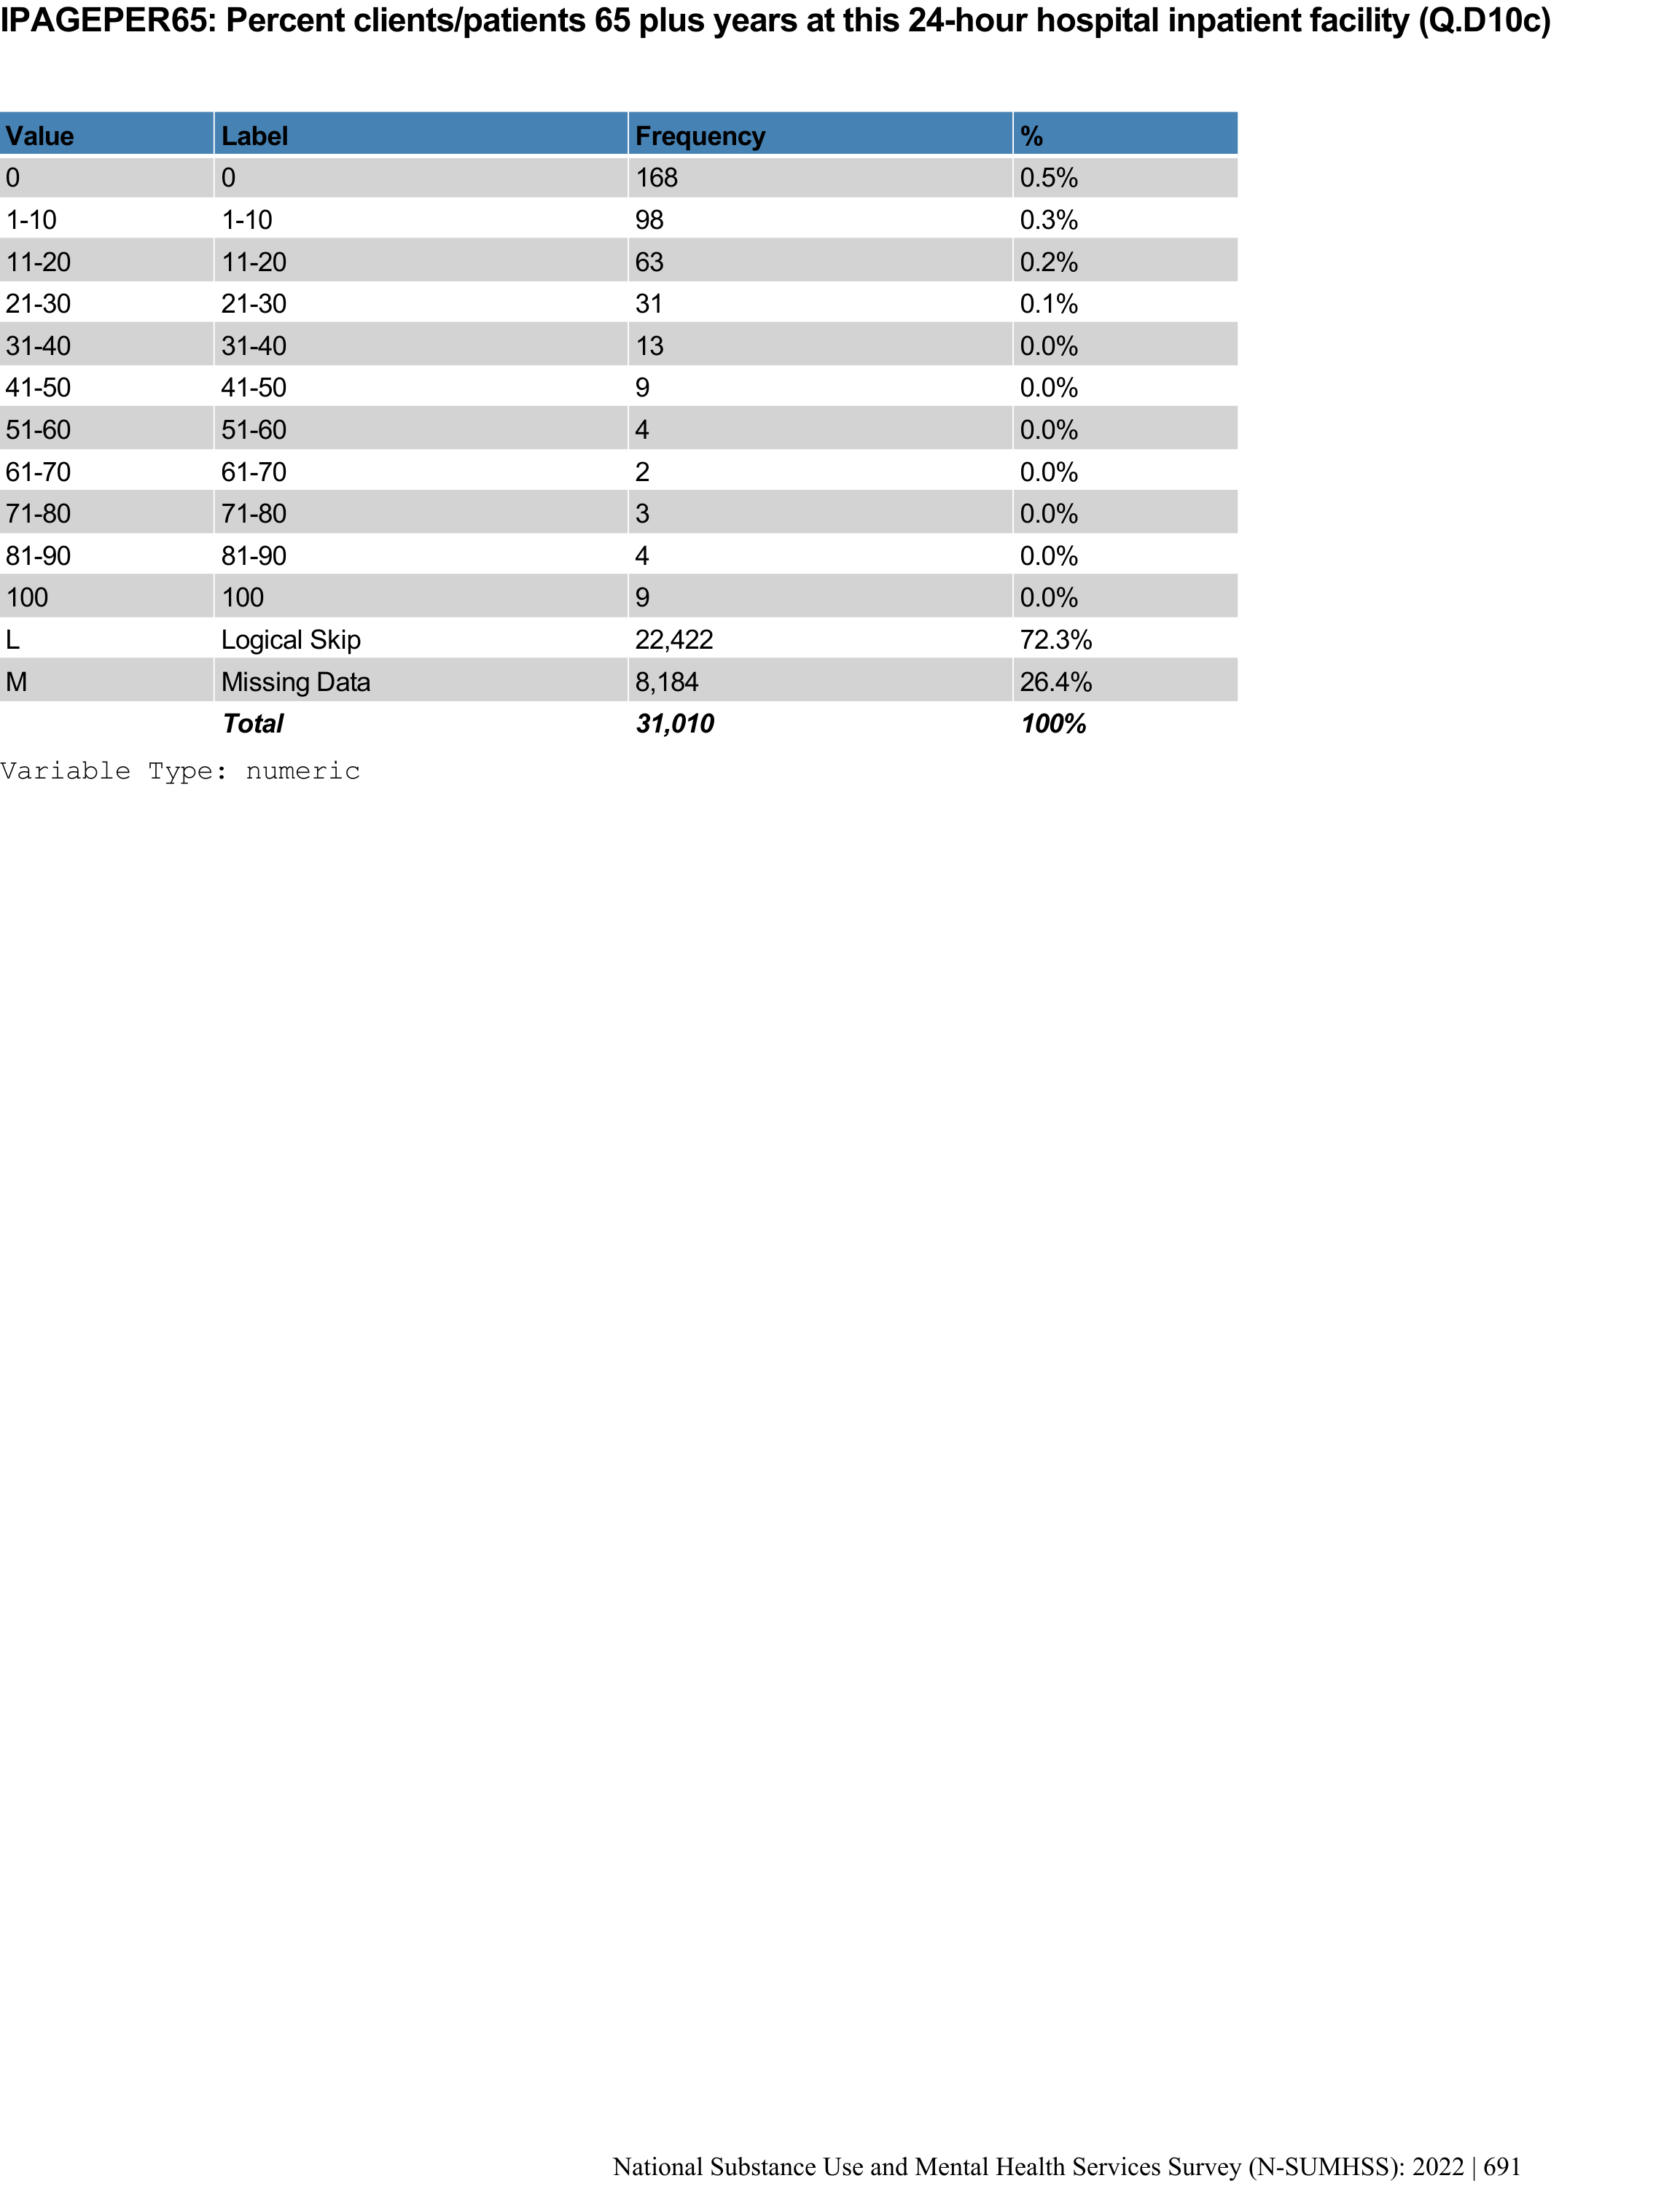 IPAGEPER65: Percent clients/patients 65 plus years at this 24-hour hospital inpatient facility (Q.D10c)
Value Label Frequency %
0 0 168 0.5%
1-10 1-10 98 0.3%
11-20 11-20 63 0.2%
21-30 21-30 31 0.1%
31-40 31-40 13 0.0%
41-50 41-50 9 0.0%
51-60 51-60 4 0.0%
61-70 61-70 2 0.0%
71-80 71-80 3 0.0%
81-90 81-90 4 0.0%
100 100 9 0.0%
L Logical Skip 22,422 72.3%
M Missing Data 8,184 26.4%
Total 31,010 100%
Variable Type: numeric
National Substance Use and Mental Health Services Survey (N-SUMHSS): 2022 | 691